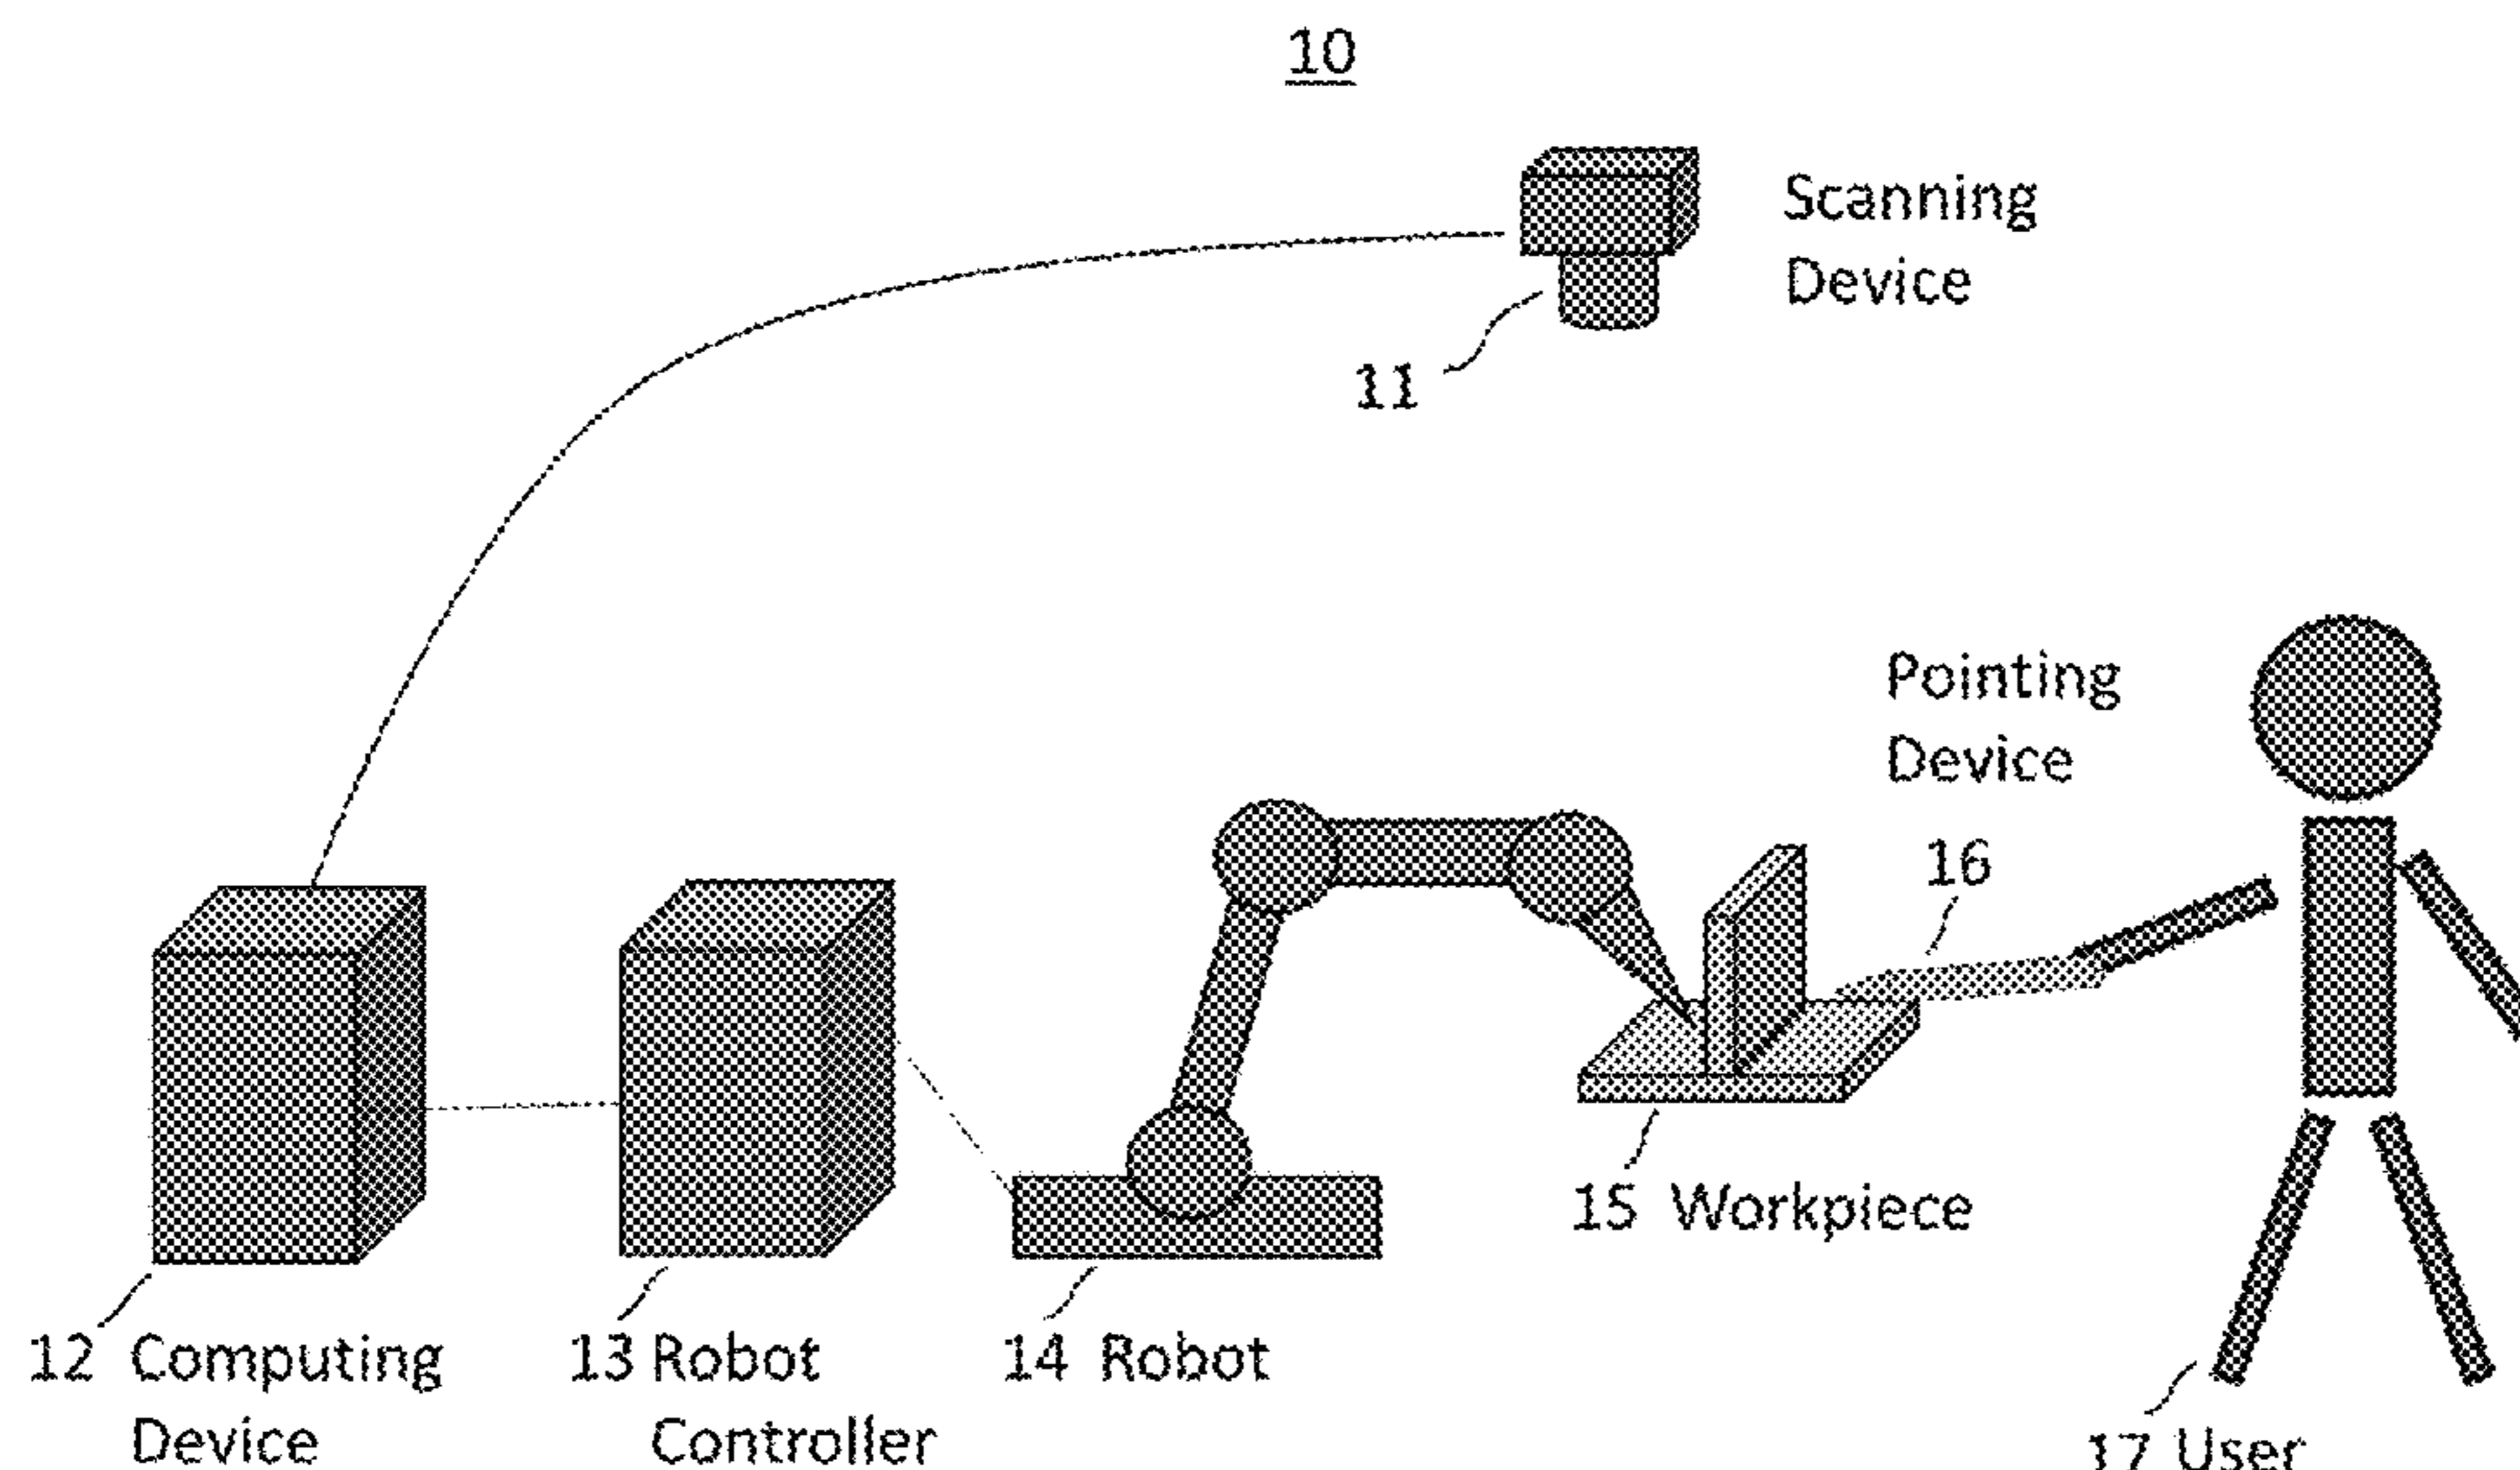 10
Scanning
Device
11
Pointing
Device
16
15 Workpiece
12 Computing
Device
13 Robot
Controller
14 Robot
17 User